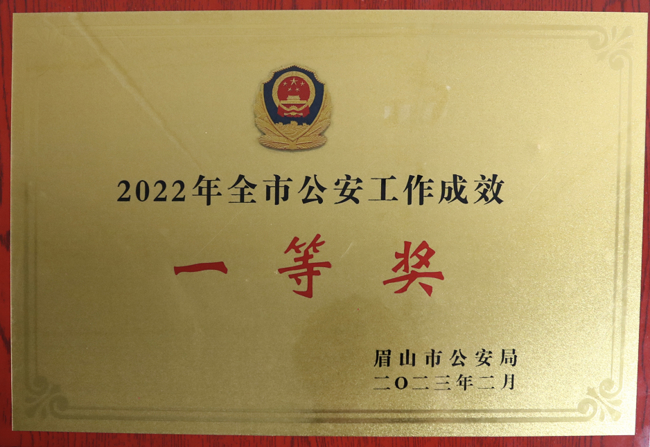 2022年全市公安工作成效
一等奖
眉山市公安局
二〇二三年二月